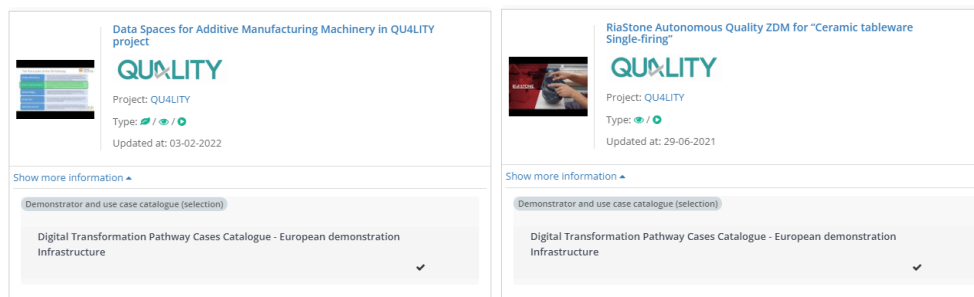 Data Spaces for Additive Manufacturing Machinery in QU4LITY
project
QU4LITY
Project: QU4LITY
Type: / /
Updated at: 03-02-2022
Show more information
Demonstrator and use case catalogue (selection)
Digital Transformation Pathway Cases Catalogue - European demonstration
Infrastructure
RiaStone Autonomous Quality ZDM for “Ceramic tableware
Single-firing”
RIASTONE
QU4LITY
Project: QU4LITY
Type: /
Updated at: 29-06-2021
Show more information
Demonstrator and use case catalogue (selection)
Digital Transformation Pathway Cases Catalogue - European demonstration
Infrastructure